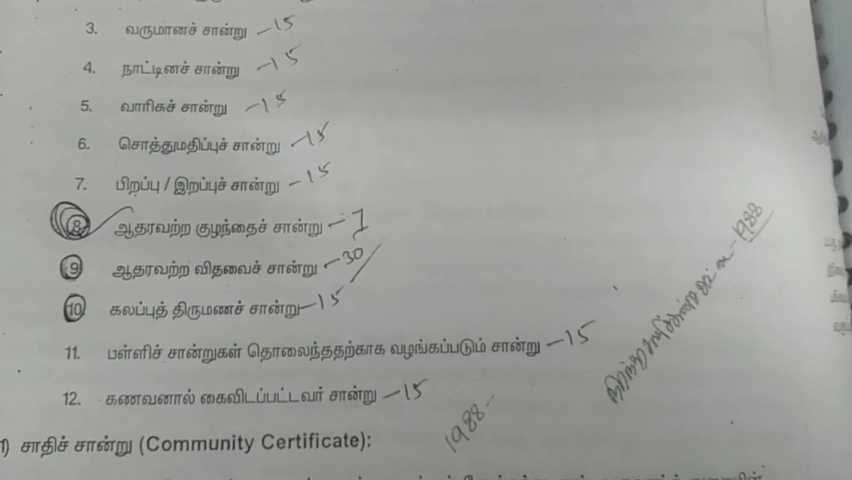 3. வருமானச் சான்று - 15
4. நாட்டினச் சான்று - 15
5. வாரிசுச் சான்று - 15
6. சொத்துமதிப்புச் சான்று - 15
7. பிறப்பு / இறப்புச் சான்று - 15
8. ஆதரவற்ற குழந்தைச் சான்று - 7
9. ஆதரவற்ற விதவைச் சான்று - 30
10. கலப்புத் திருமணச் சான்று - 15
11. பள்ளிச் சான்றுகள் தொலைந்ததற்காக வழங்கப்படும் சான்று - 15
12. கணவனால் கைவிடப்பட்டவர் சான்று - 15
1988 -
- 1988
1) சாதிச் சான்று (Community Certificate):